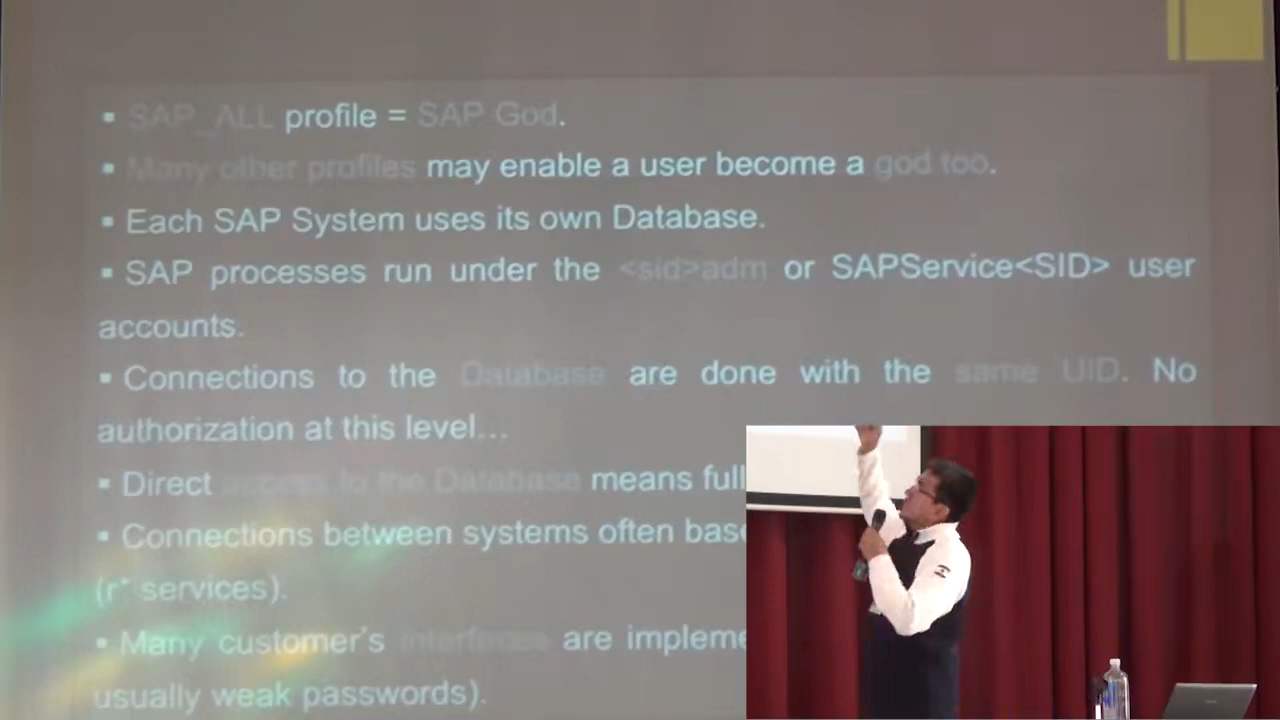 ▪ SAP_ALL profile = SAP God.
▪ Many other profiles may enable a user become a god too.
▪ Each SAP System uses its own Database.
▪ SAP processes run under the <sid>adm or SAPService<SID> user
accounts.
▪ Connections to the Database are done with the same UID. No
authorization at this level...
▪ Direct access to the Database means full
▪ Connections between systems often base
(r* services).
▪ Many customer's interfaces are impleme
usually weak passwords).